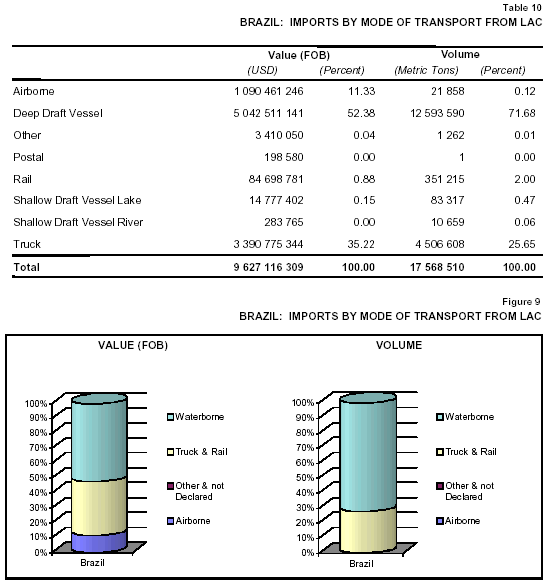 Table 10
BRAZIL: IMPORTS BY MODE OF TRANSPORT FROM LAC
Value (FOB) Volume
(USD) (Percent) (Metric Tons) (Percent)
Airborne 1 090 461 246 11.33 21 858 0.12
Deep Draft Vessel 5 042 511 141 52.38 12 593 590 71.68
Other 3 410 050 0.04 1 262 0.01
Postal 198 580 0.00 1 0.00
Rail 84 698 781 0.88 351 215 2.00
Shallow Draft Vessel Lake 14 777 402 0.15 83 317 0.47
Shallow Draft Vessel River 283 765 0.00 10 659 0.06
Truck 3 390 775 344 35.22 4 506 608 25.65
Total 9 627 116 309 100.00 17 568 510 100.00
Figure 9
BRAZIL: IMPORTS BY MODE OF TRANSPORT FROM LAC
VALUE (FOB)
100%
90%
80%
70%
60%
50%
40%
30%
20%
10%
0%
Brazil
Waterborne
Truck & Rail
Other & not
Declared
Airborne
VOLUME
100%
90%
80%
70%
60%
50%
40%
30%
20%
10%
0%
Brazil
Waterborne
Truck & Rail
Other & not
Declared
Airborne